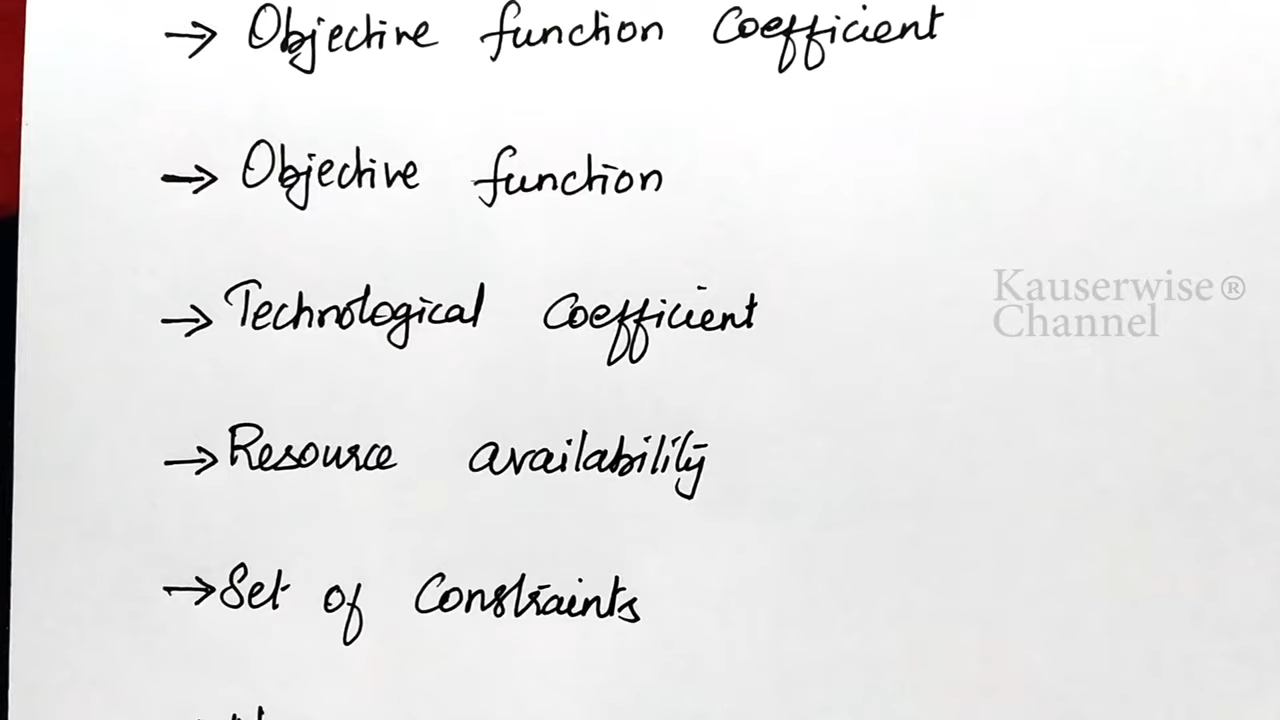 → Objective function Coefficient
→ Objective function
→ Technological Coefficient
Kauserwise®
Channel
→ Resource availability
→ Set of Constraints